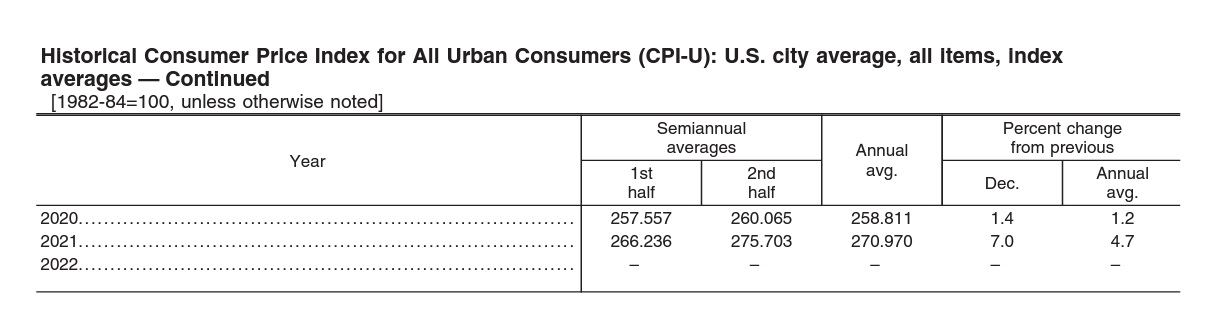 Historical Consumer Price Index for All Urban Consumers (CPI-U): U.S. city average, all items, index
averages — Continued
[1982-84=100, unless otherwise noted]
Year
Semiannual
averages
Annual
avg.
Percent change
from previous
1st
half
2nd
half
Dec.
Annual
avg.
2020............................................................................... 257.557 260.065 258.811 1.4 1.2
2021............................................................................... 266.236 275.703 270.970 7.0 4.7
2022............................................................................... – – – – –